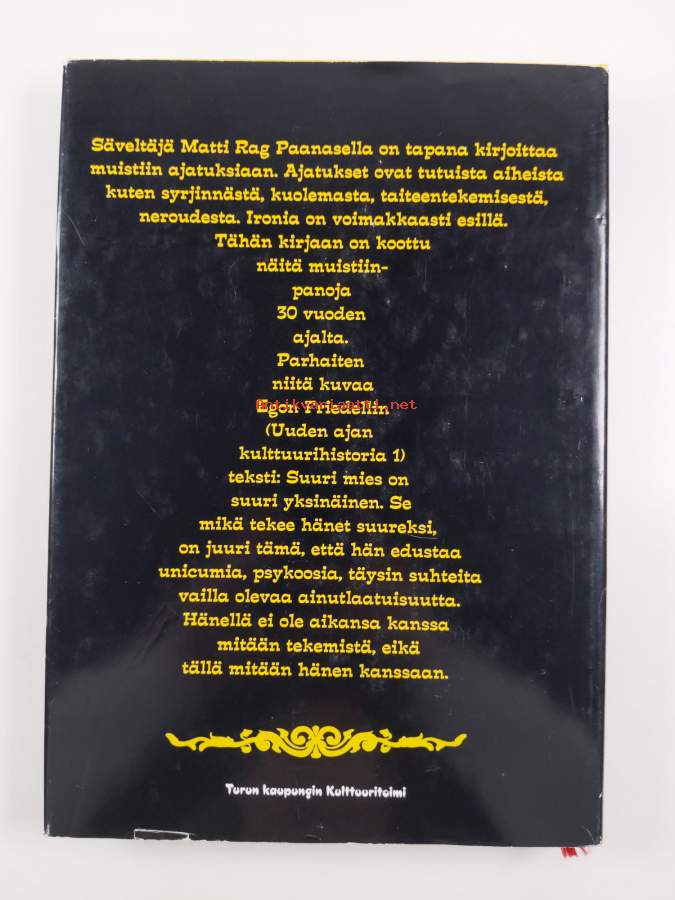 Säveltäjä Matti Rag Paanasella on tapana kirjoittaa
muistiin ajatuksiaan. Ajatukset ovat tutuista aiheista
kuten syrjinnästä, kuolemasta, taiteentekemisestä,
neroudesta. Ironia on voimakkaasti esillä.
Tähän kirjaan on koottu
näitä muistiin-
panoja
30 vuoden
ajalta.
Parhaiten
niitä kuvaa
Egon Friedellin
Antikvariaatti.net
(Uuden ajan
kulttuurihistoria 1)
teksti: Suuri mies on
suuri yksinäinen. Se
mikä tekee hänet suureksi,
on juuri tämä, että hän edustaa
unicumia, psykoosia, täysin suhteita
vailla olevaa ainutlaatuisuutta.
Hänellä ei ole aikansa kanssa
mitään tekemistä, eikä
tällä mitään hänen kanssaan.
Turun kaupungin Kulttuuritoimi